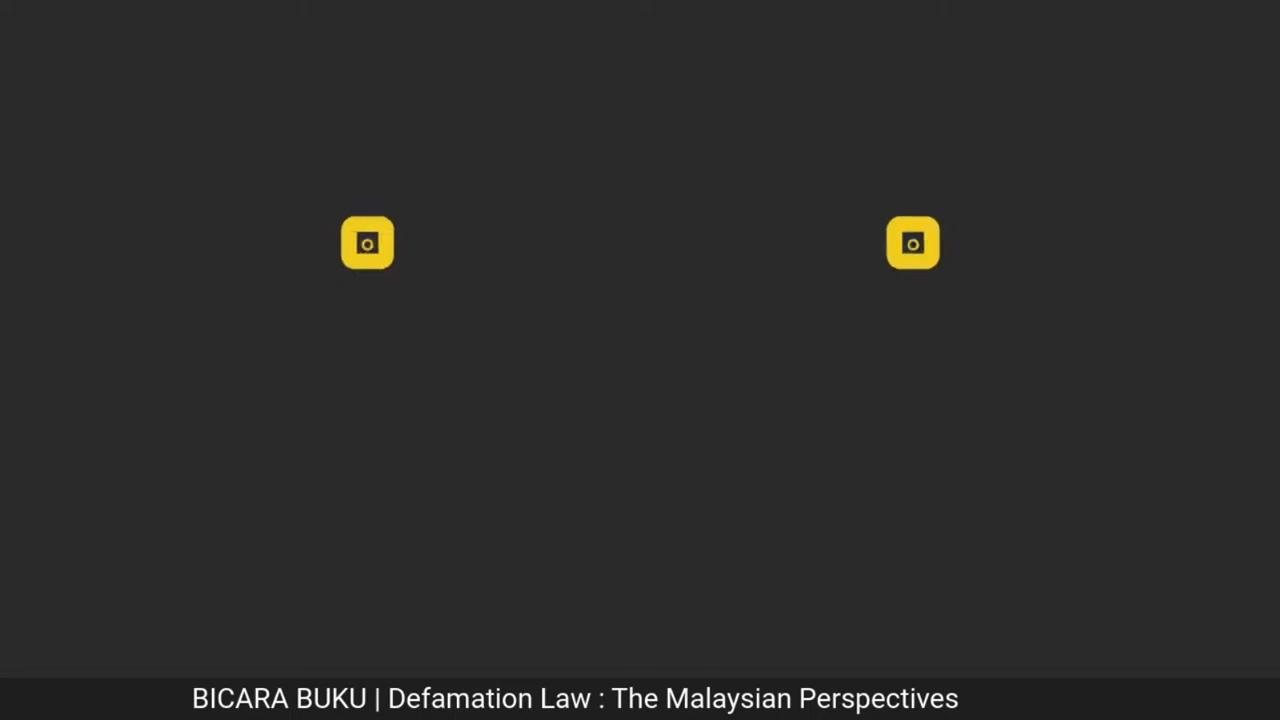 BICARA BUKU | Defamation Law : The Malaysian Perspectives